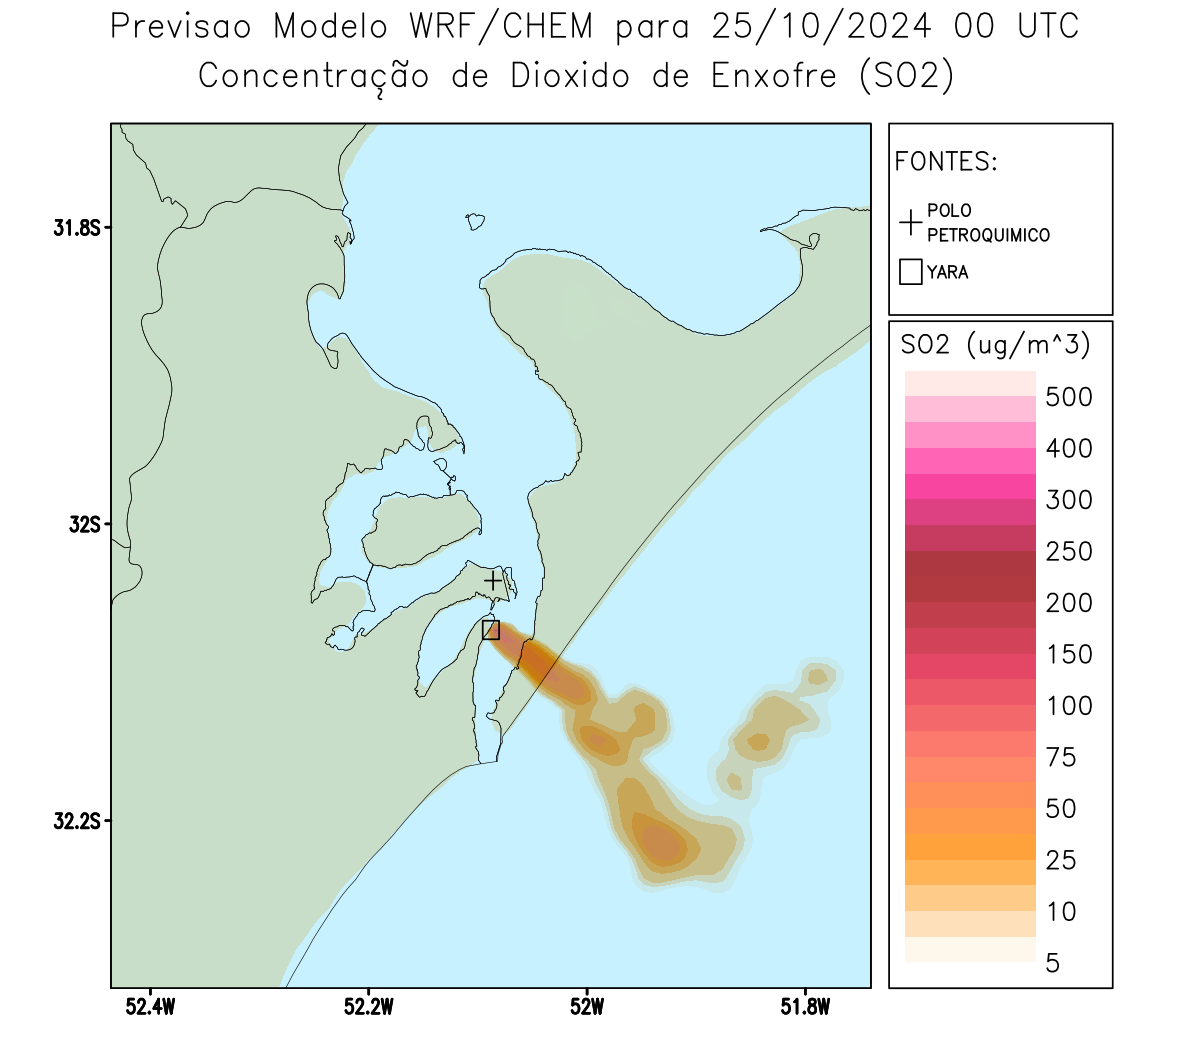 Previsao Modelo WRF/CHEM para 25/10/2024 00 UTC
Concentração de Dioxido de Enxofre (SO2)
FONTES:
POLO
PETROQUIMICO
YARA
31.8S
32S
32.2S
52.4W
52.2W
52W
51.8W
SO2 (ug/m^3)
500
400
300
250
200
150
100
75
50
25
10
5